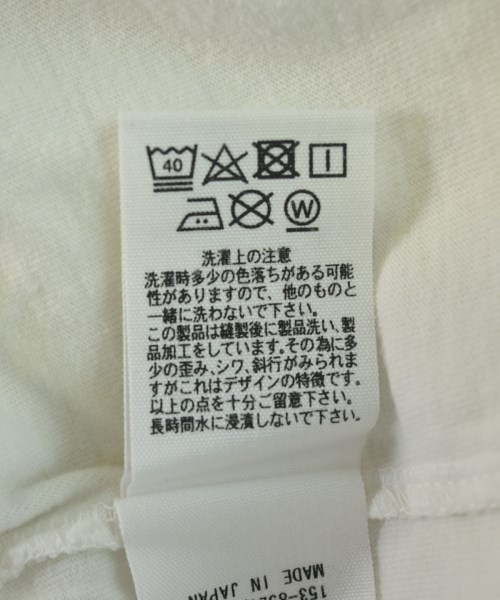 40
W
洗濯上の注意
洗濯時多少の色落ちがある可能
性がありますので、他のものと
一緒に洗わないで下さい。
この製品は縫製後に製品洗い、製
品加工をしています。その為に多
少の歪み、シワ、斜行がみられま
すがこれはデザインの特徴です。
以上の点を十分ご留意下さい。
長時間水に浸漬しないで下さい。
MADE IN JAPAN